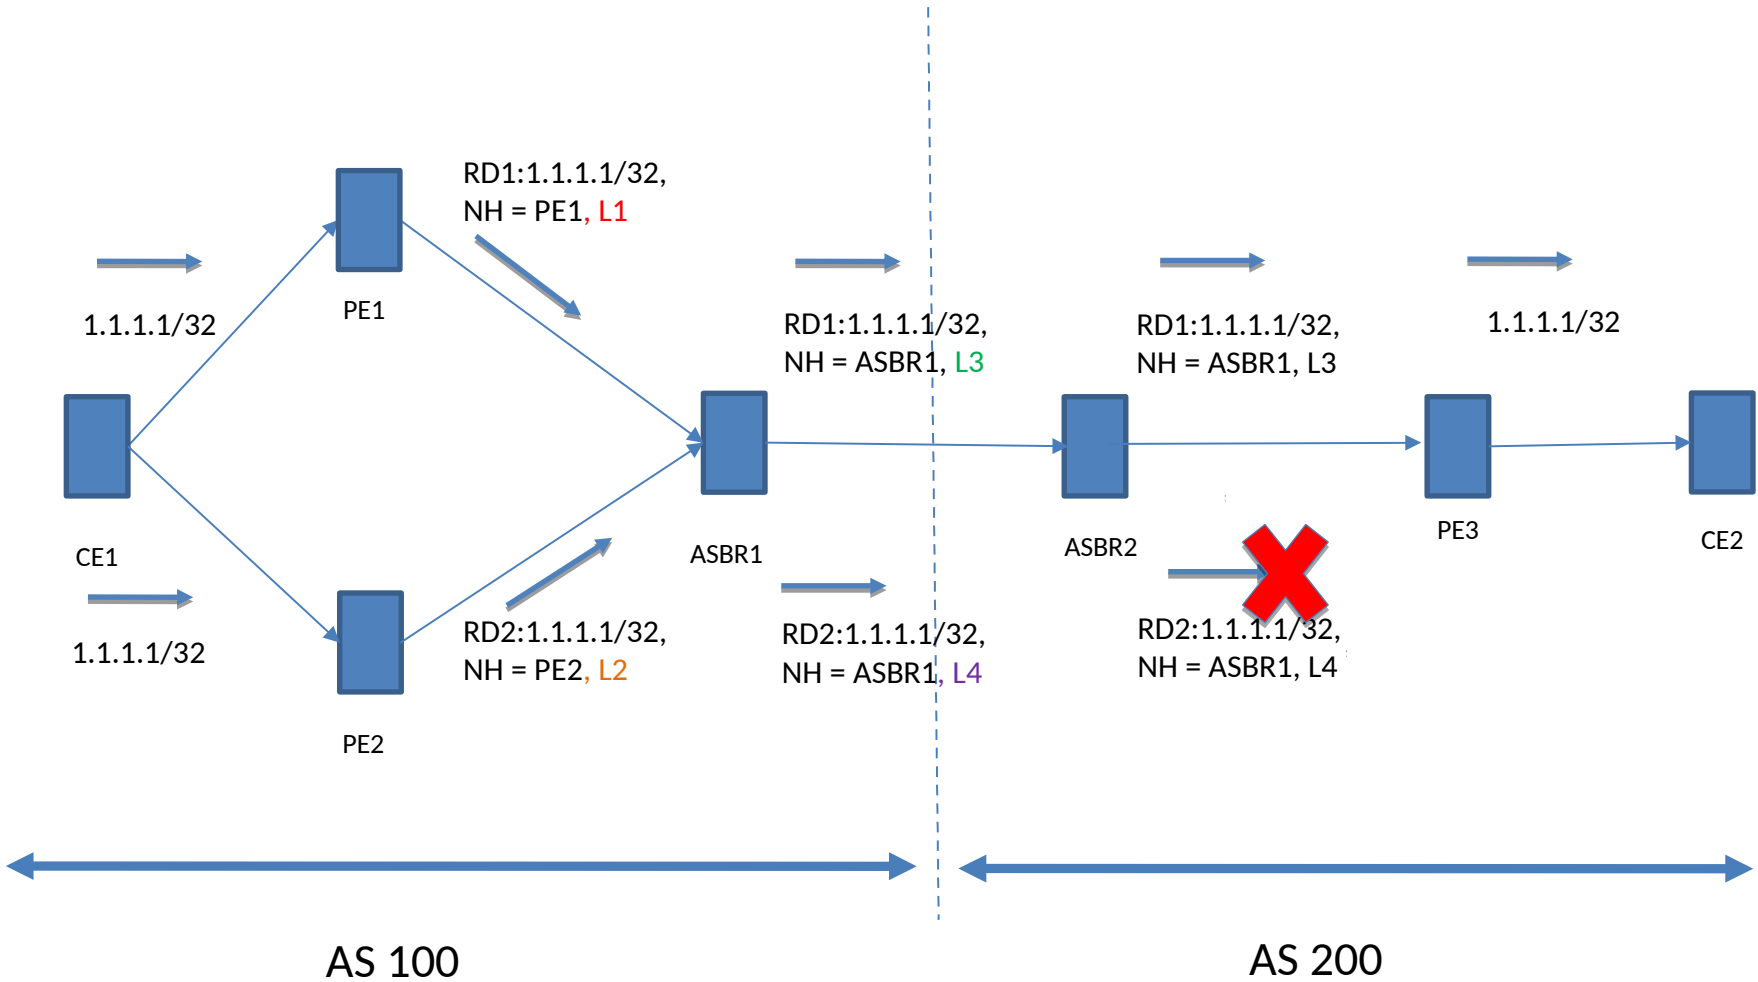 RD1:1.1.1.1/32,
NH = PE1, L1
PE1
1.1.1.1/32
RD1:1.1.1.1/32,
NH = ASBR1, L3
RD1:1.1.1.1/32,
NH = ASBR1, L3
1.1.1.1/32
CE1
ASBR1
ASBR2
PE3
CE2
1.1.1.1/32
RD2:1.1.1.1/32,
NH = PE2, L2
RD2:1.1.1.1/32,
NH = ASBR1, L4
RD2:1.1.1.1/32,
NH = ASBR1, L4
PE2
AS 100
AS 200